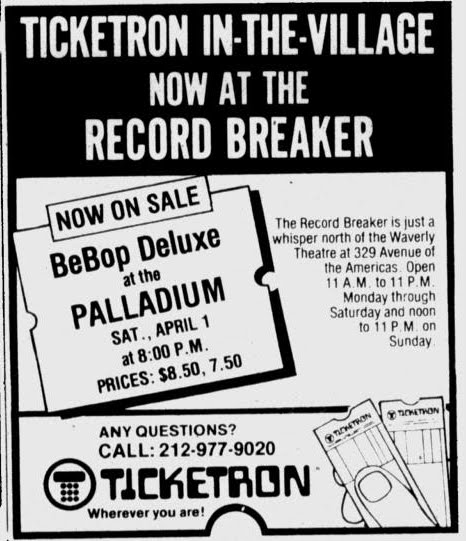 TICKETRON IN-THE-VILLAGE
NOW AT THE
RECORD BREAKER
NOW ON SALE
BeBop Deluxe
at the
PALLADIUM
SAT., APRIL 1
at 8:00 P.M.
PRICES: $8.50, 7.50
The Record Breaker is just a
whisper north of the Waverly
Theatre at 329 Avenue of
the Americas. Open
11 A.M. to 11 P.M.
Monday through
Saturday and noon
to 11 P.M. on
Sunday.
ANY QUESTIONS?
CALL: 212-977-9020
TICKETRON
Wherever you are!
TICKETRON
TICKETRON